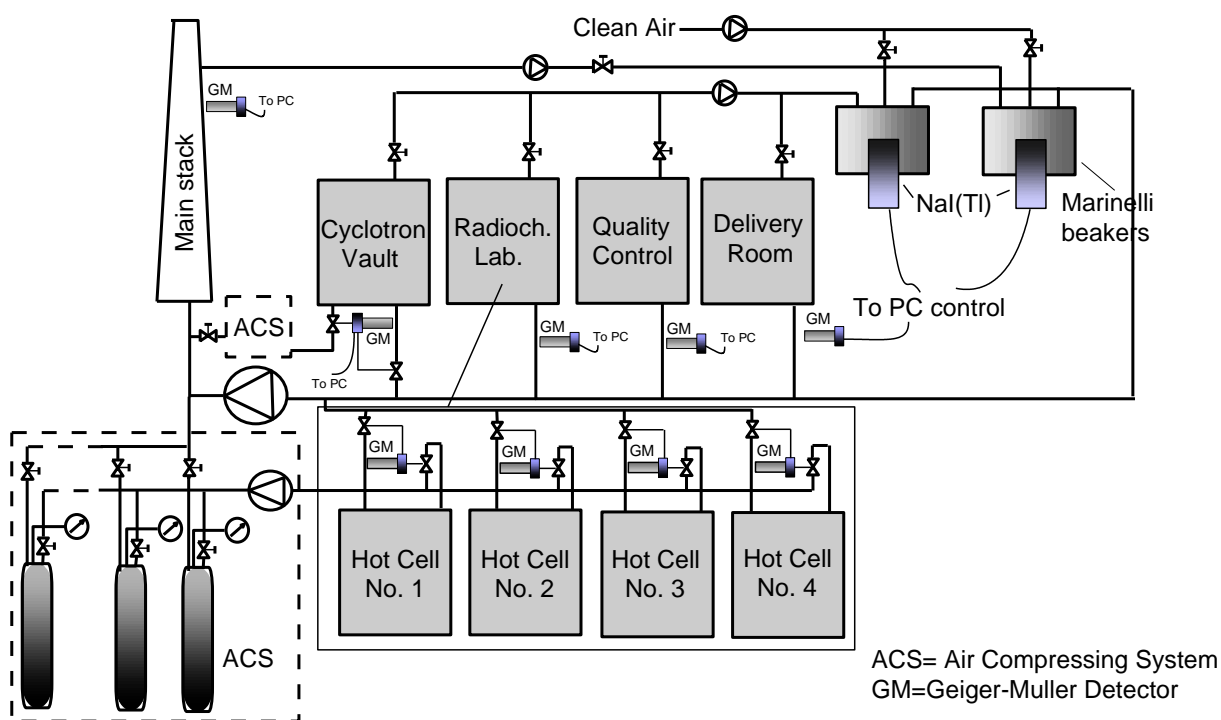 Clean Air
GM
To PC
Main stack
Cyclotron
Vault
Radioch.
Lab.
Quality
Control
Delivery
Room
NaI(Tl)
Marinelli
beakers
To PC control
ACS
GM
To PC
GM
To PC
GM
To PC
GM
GM
GM
GM
GM
Hot Cell
No. 1
Hot Cell
No. 2
Hot Cell
No. 3
Hot Cell
No. 4
ACS
ACS= Air Compressing System
GM=Geiger-Muller Detector